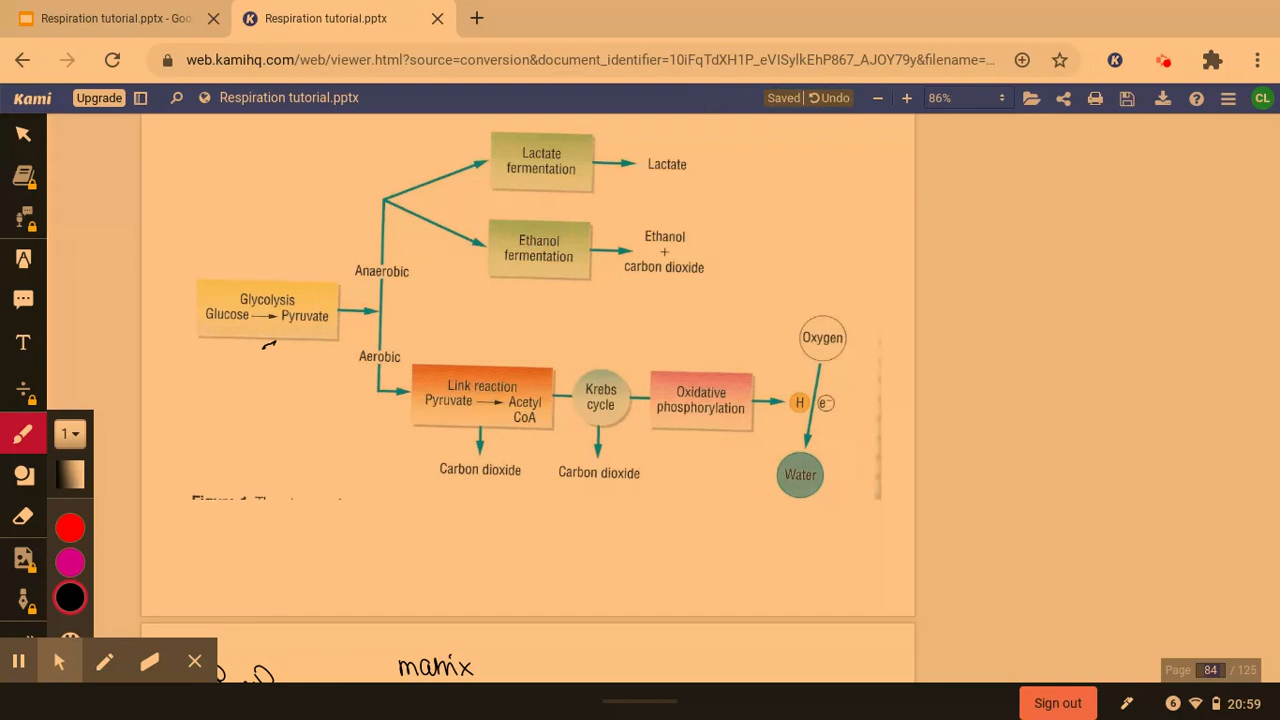 Respiration tutorial.pptx - Goo
Respiration tutorial.pptx
web.kamihq.com/web/viewer.html?source=conversion&document_identifier=10iFqTdXH1P_eVISylkEhP867_AJOY79y&filename=...
Kami
Upgrade
Respiration tutorial.pptx
Saved
Undo
86%
CL
Lactate
fermentation
Lactate
Ethanol
fermentation
Ethanol
+
carbon dioxide
Anaerobic
Glycolysis
Glucose → Pyruvate
Aerobic
Link reaction
Pyruvate → Acetyl
CoA
Krebs
cycle
Oxidative
phosphorylation
H
e⁻
Oxygen
Water
Carbon dioxide
Carbon dioxide
T
1
matrix
Page 84 / 125
Sign out
6
20:59